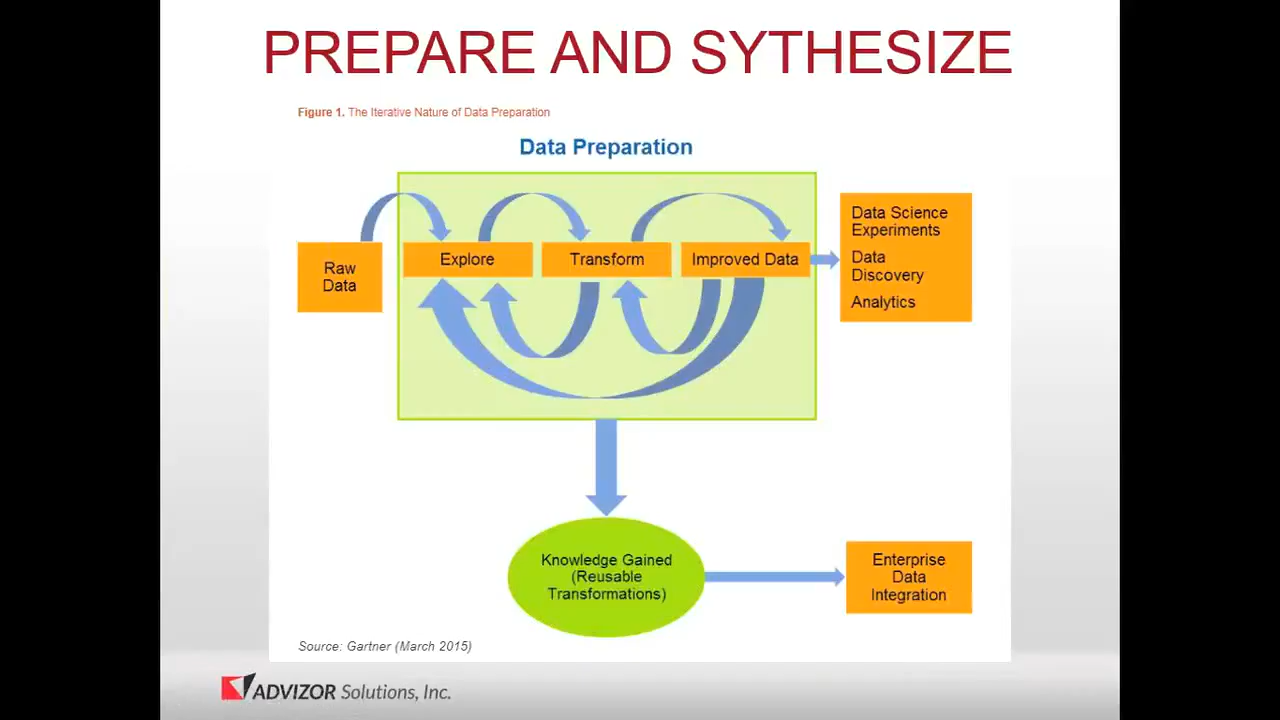 PREPARE AND SYTHESIZE
Figure 1. The Iterative Nature of Data Preparation
Data Preparation
Raw
Data
Explore
Transform
Improved Data
Data Science
Experiments
Data
Discovery
Analytics
Knowledge Gained
(Reusable
Transformations)
Enterprise
Data
Integration
Source: Gartner (March 2015)
ADVIZOR Solutions, Inc.